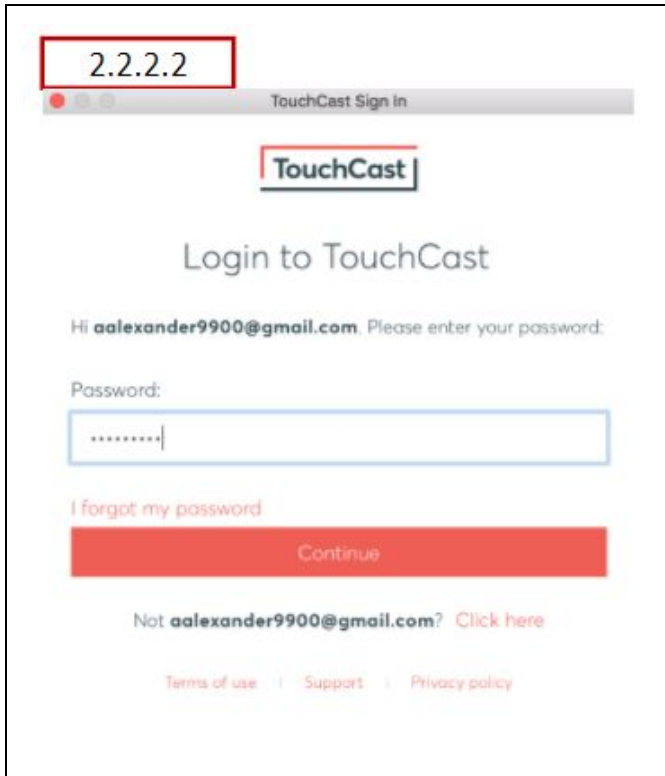 2.2.2.2
TouchCast Sign In
TouchCast
Login to TouchCast
Hi aalexander9900@gmail.com. Please enter your password:
Password:
•••••••••
I forgot my password
Continue
Not aalexander9900@gmail.com? Click here
Terms of use | Support | Privacy policy